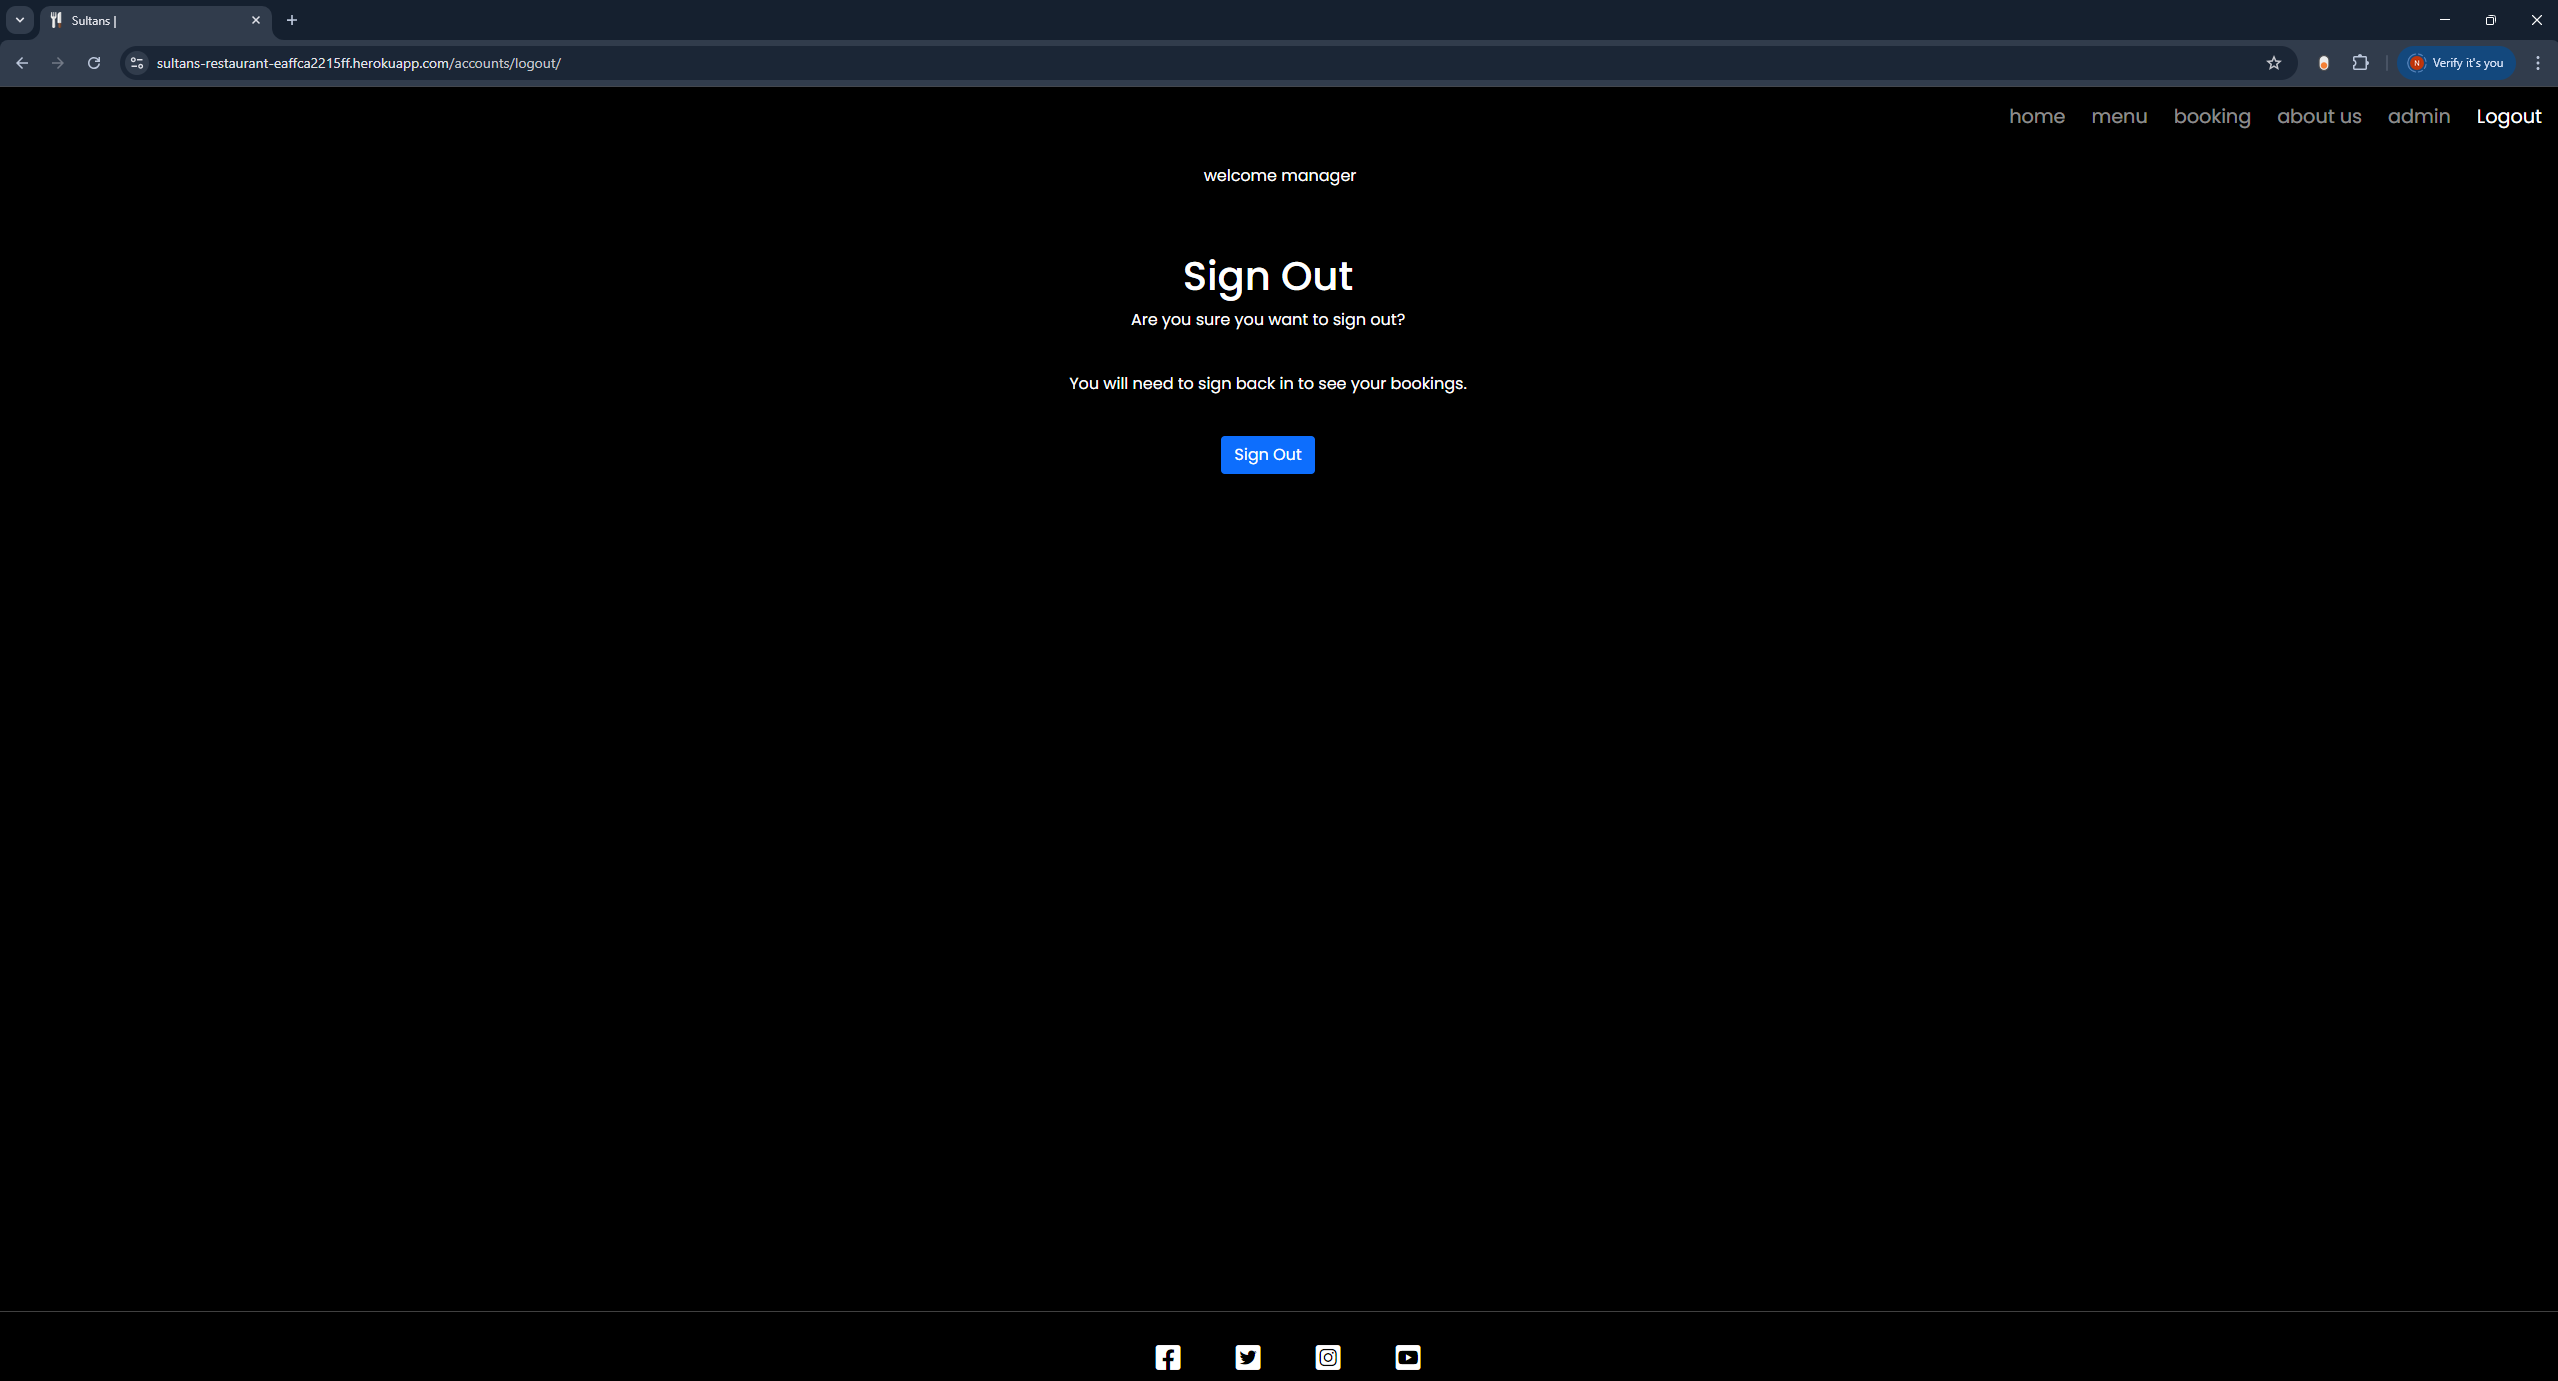 Sultans |
sultans-restaurant-eaffca2215ff.herokuapp.com/accounts/logout/
N Verify it's you
home menu booking about us admin Logout
welcome manager
Sign Out
Are you sure you want to sign out?
You will need to sign back in to see your bookings.
Sign Out